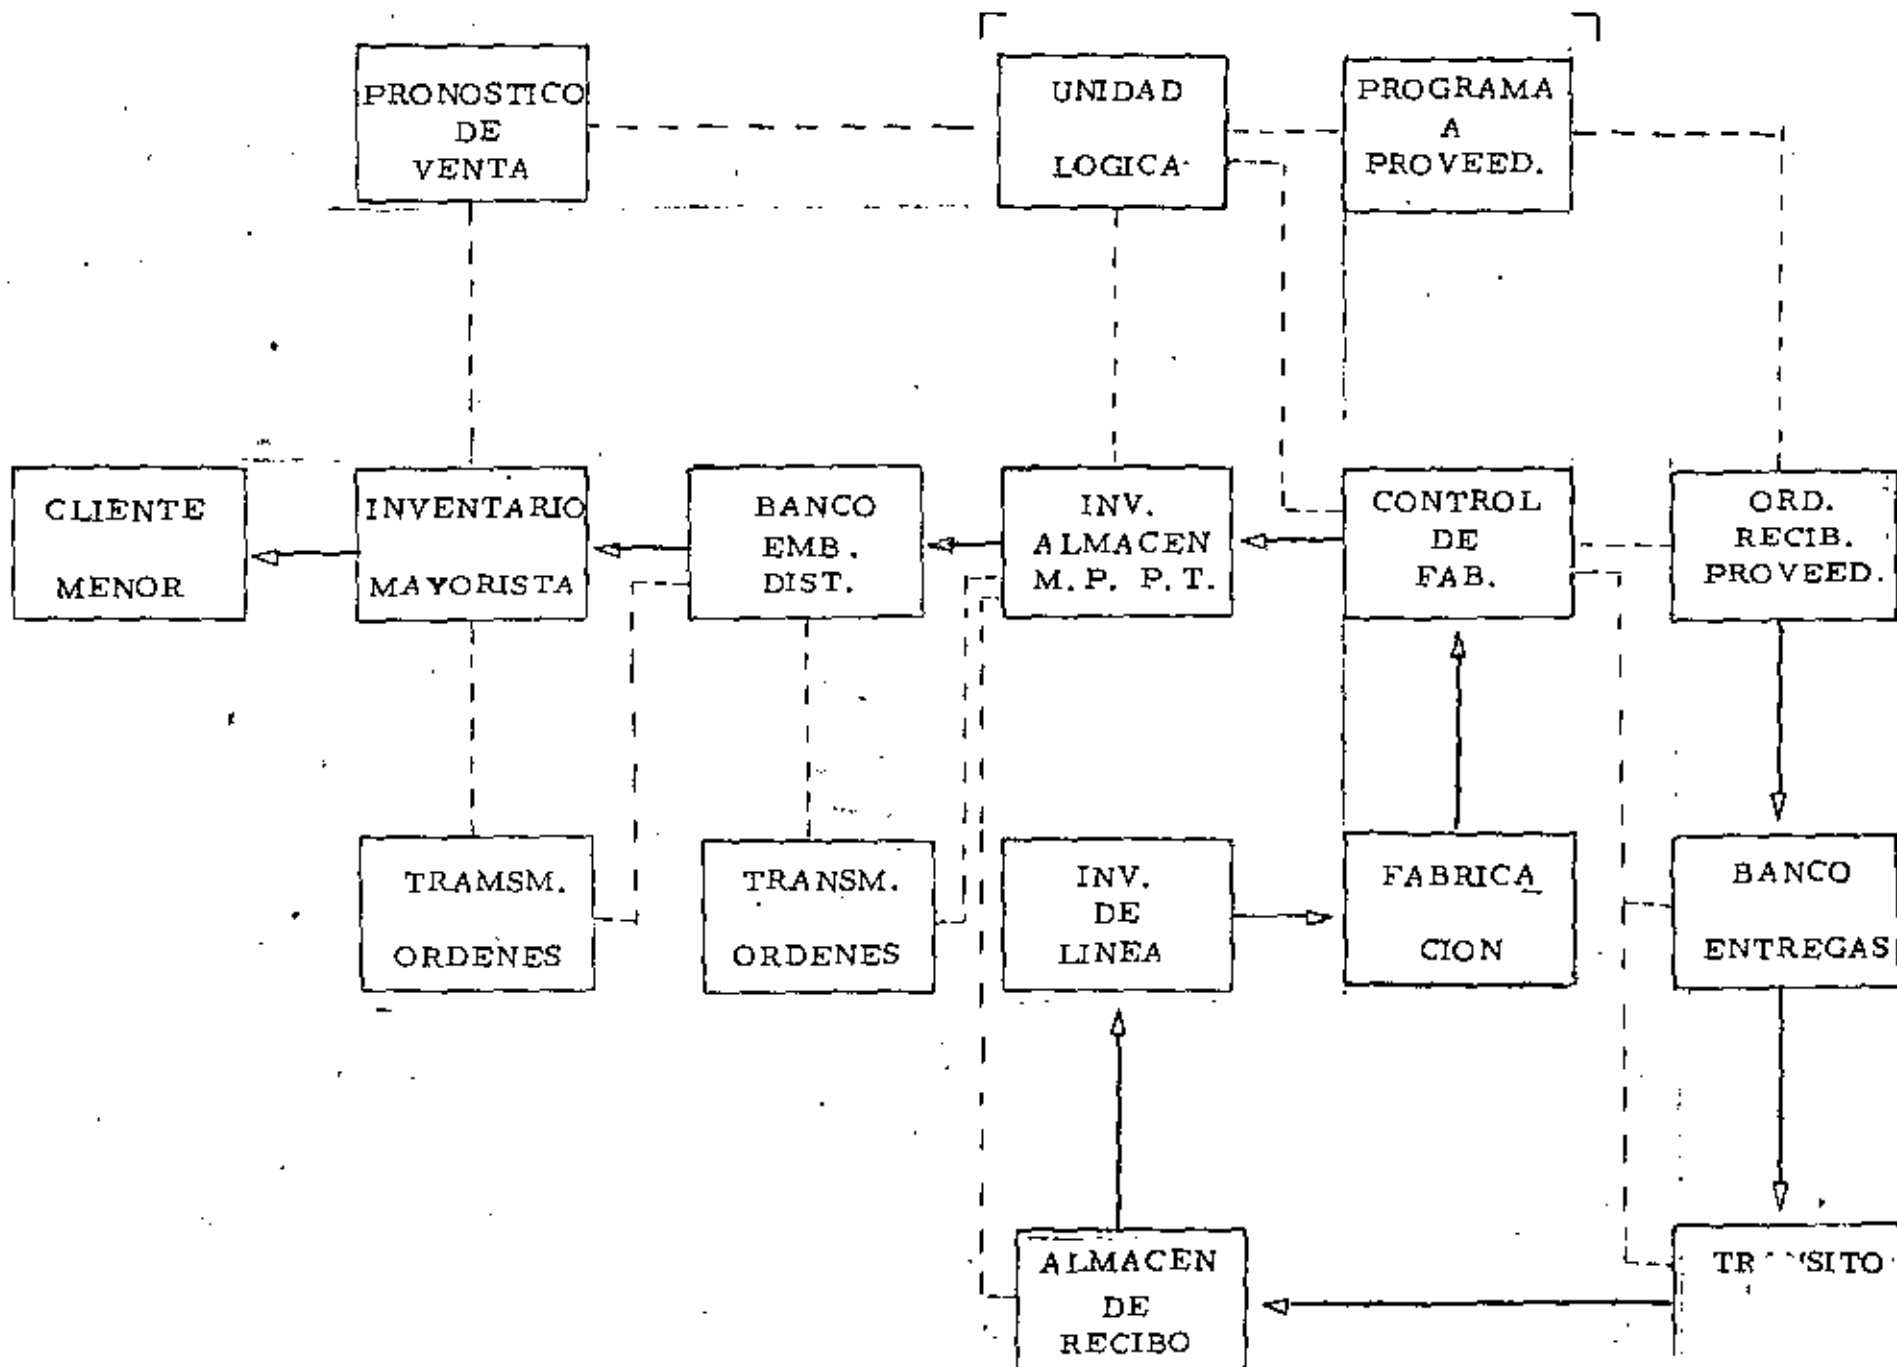 PRONOSTICO
DE
VENTA
UNIDAD
LOGICA
PROGRAMA
A
PROVEED.
CLIENTE
MENOR
INVENTARIO
MAYORISTA
BANCO
EMB.
DIST.
INV.
ALMACEN
M.P. P.T.
CONTROL
DE
FAB.
ORD.
RECIB.
PROVEED.
TRAMSM.
ORDENES
TRANSM.
ORDENES
INV.
DE
LINEA
FABRICA
CION
BANCO
ENTREGAS
ALMACEN
DE
RECIBO